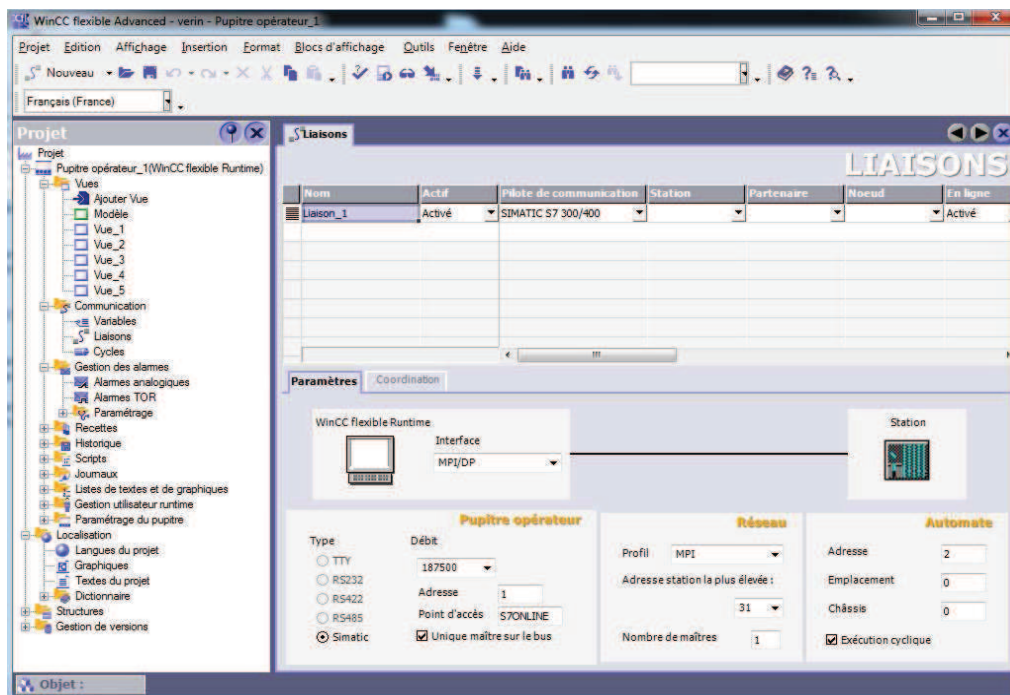 WinCC flexible Advanced - verin - Pupitre opérateur_1
Projet Edition Affichage Insertion Format Blocs d'affichage Outils Fenêtre Aide
Nouveau
Français (France)
Projet
Liaisons
Projet
LIAISONS
Pupitre opérateur_1(WinCC flexible Runtime)
Vues
Ajouter Vue
Modèle
Vue_1
Vue_2
Vue_3
Vue_4
Vue_5
Communication
Variables
Liaisons
Cycles
Gestion des alarmes
Alarmes analogiques
Alarmes TOR
Paramétrage
Recettes
Historique
Scripts
Journaux
Listes de textes et de graphiques
Gestion utilisateur runtime
Paramétrage du pupitre
Localisation
Langues du projet
Graphiques
Textes du projet
Dictionnaire
Structures
Gestion de versions
Nom Actif Pilote de communication Station Partenaire Noeud En ligne
Liaison_1 Activé SIMATIC S7 300/400 Activé
Paramètres Coordination
WinCC flexible Runtime
Interface
MPI/DP
Station
Pupitre opérateur
Type Débit
TTY
RS232
RS422
RS485
Simatic
187500
Adresse 1
Point d'accès S7ONLINE
Unique maître sur le bus
Réseau
Profil MPI
Adresse station la plus élevée :
31
Nombre de maîtres 1
Automate
Adresse 2
Emplacement 0
Châssis 0
Exécution cyclique
Objet :